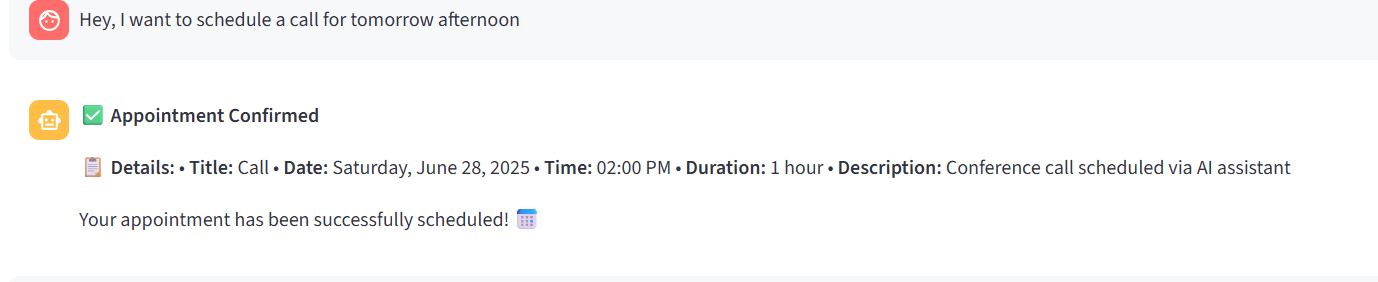 Hey, I want to schedule a call for tomorrow afternoon
✅ Appointment Confirmed
📋 Details: • Title: Call • Date: Saturday, June 28, 2025 • Time: 02:00 PM • Duration: 1 hour • Description: Conference call scheduled via AI assistant
Your appointment has been successfully scheduled! 📅